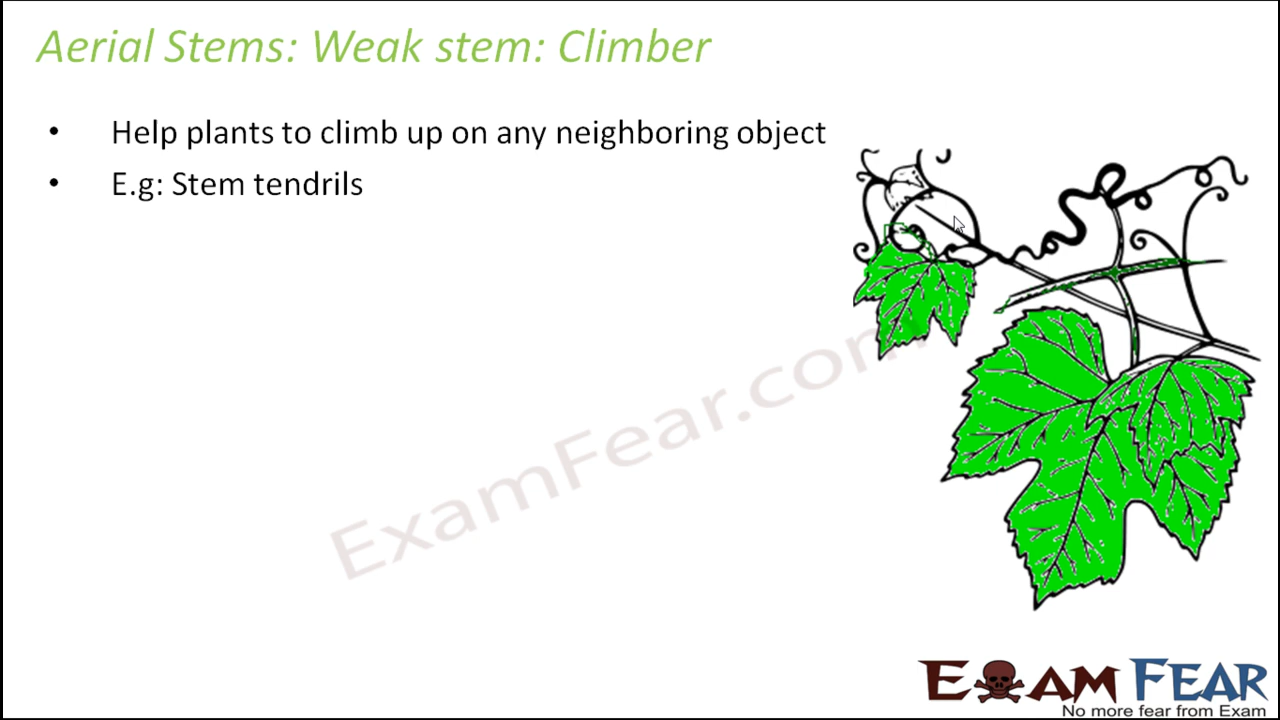 Aerial Stems: Weak stem: Climber
• Help plants to climb up on any neighboring object
• E.g: Stem tendrils
ExamFear.com
EXAM FEAR
No more fear from Exam